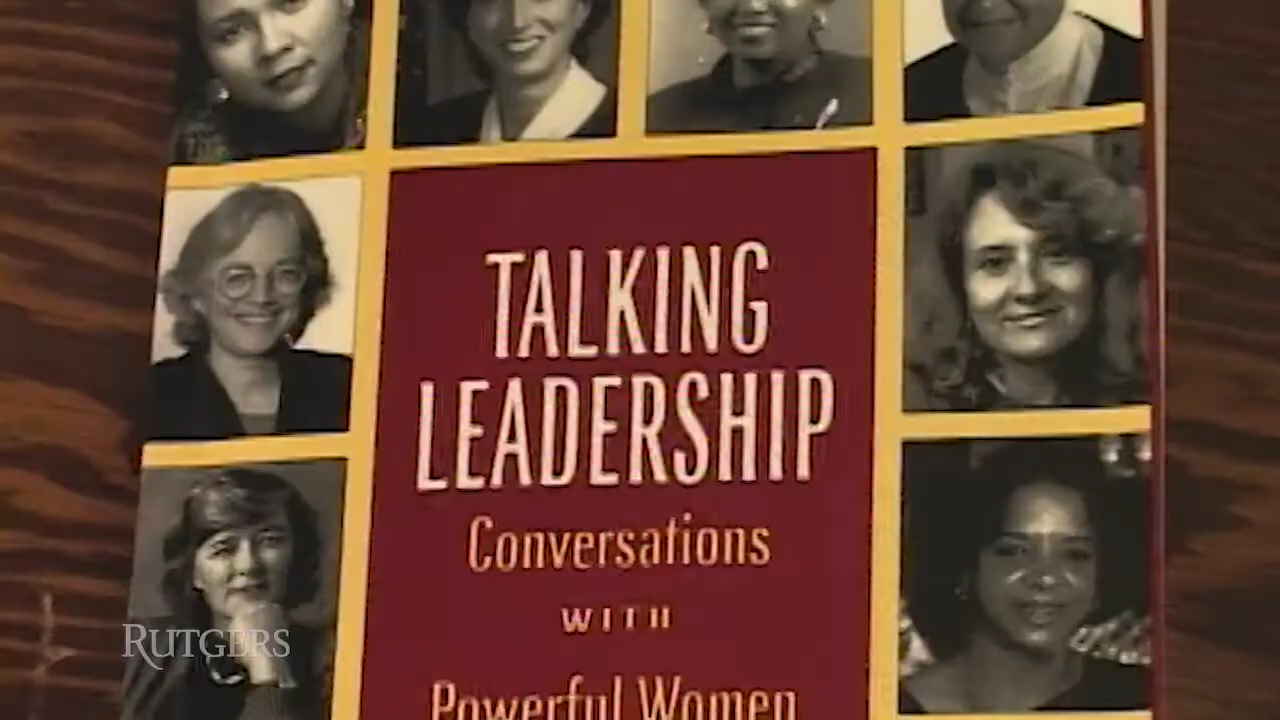 TALKING
LEADERSHIP
Conversations
WITH
Powerful Women
RUTGERS